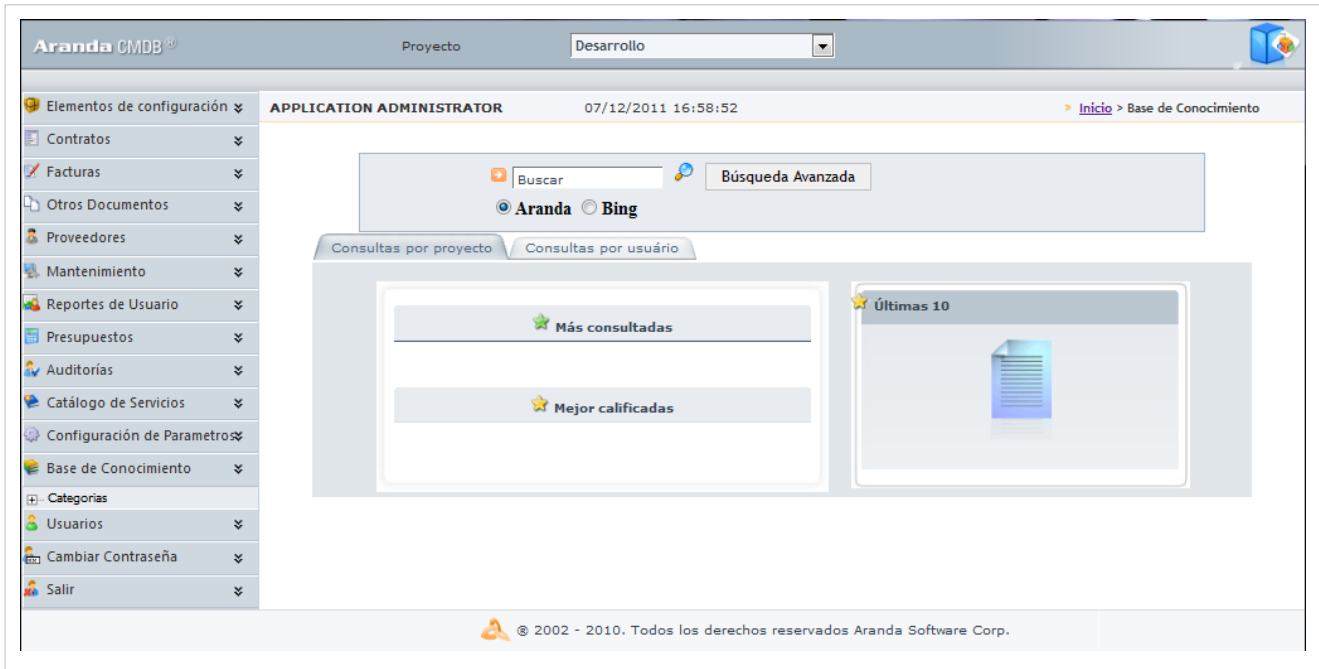 Aranda CMDB ®
Proyecto
Desarrollo
Elementos de configuración
Contratos
Facturas
Otros Documentos
Proveedores
Mantenimiento
Reportes de Usuario
Presupuestos
Auditorías
Catálogo de Servicios
Configuración de Parametros
Base de Conocimiento
Categorias
Usuarios
Cambiar Contraseña
Salir
APPLICATION ADMINISTRATOR 07/12/2011 16:58:52
Inicio > Base de Conocimiento
Buscar
Búsqueda Avanzada
Aranda Bing
Consultas por proyecto
Consultas por usuário
Más consultadas
Mejor calificadas
Últimas 10
® 2002 - 2010. Todos los derechos reservados Aranda Software Corp.